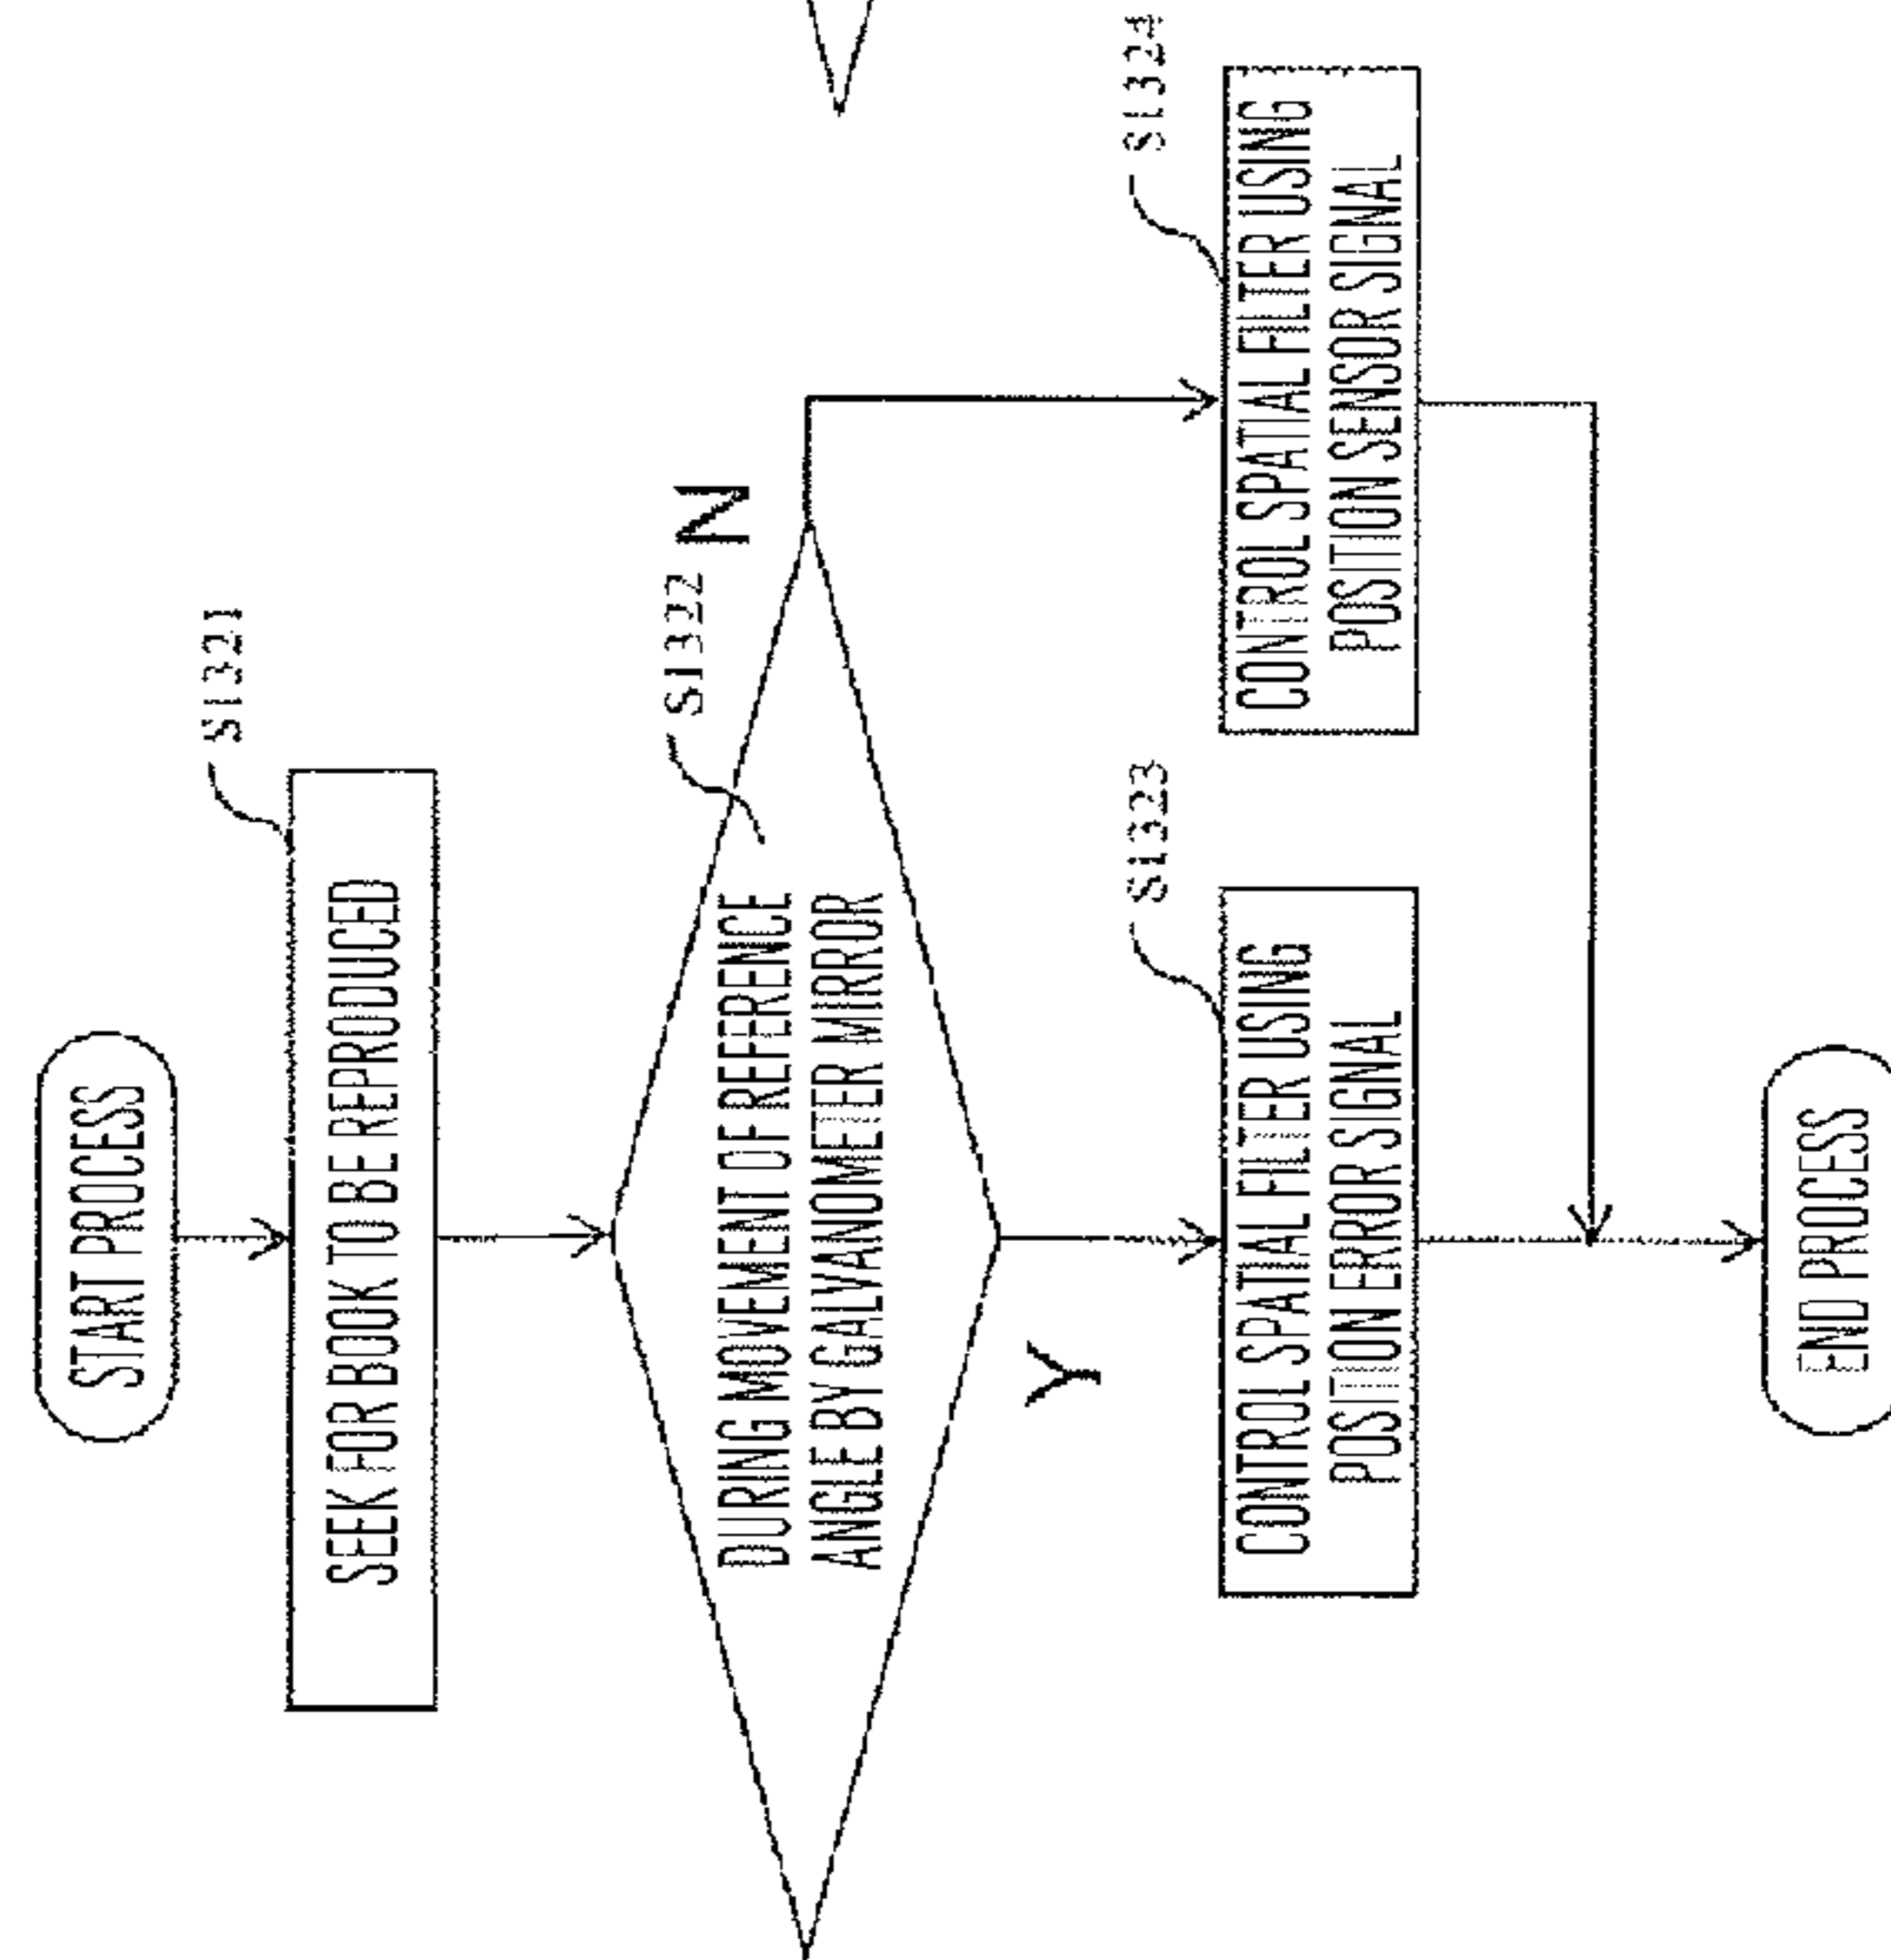 START PROCESS
S1321
SEEK FOR BOOK TO BE REPRODUCED
S1322
N
DURING MOVEMENT OF REFERENCE
ANGLE BY GALVANOMETER MIRROR
Y
S1323
CONTROL SPATIAL FILTER USING
POSITION ERROR SIGNAL
S1324
CONTROL SPATIAL FILTER USING
POSITION SENSOR SIGNAL
END PROCESS